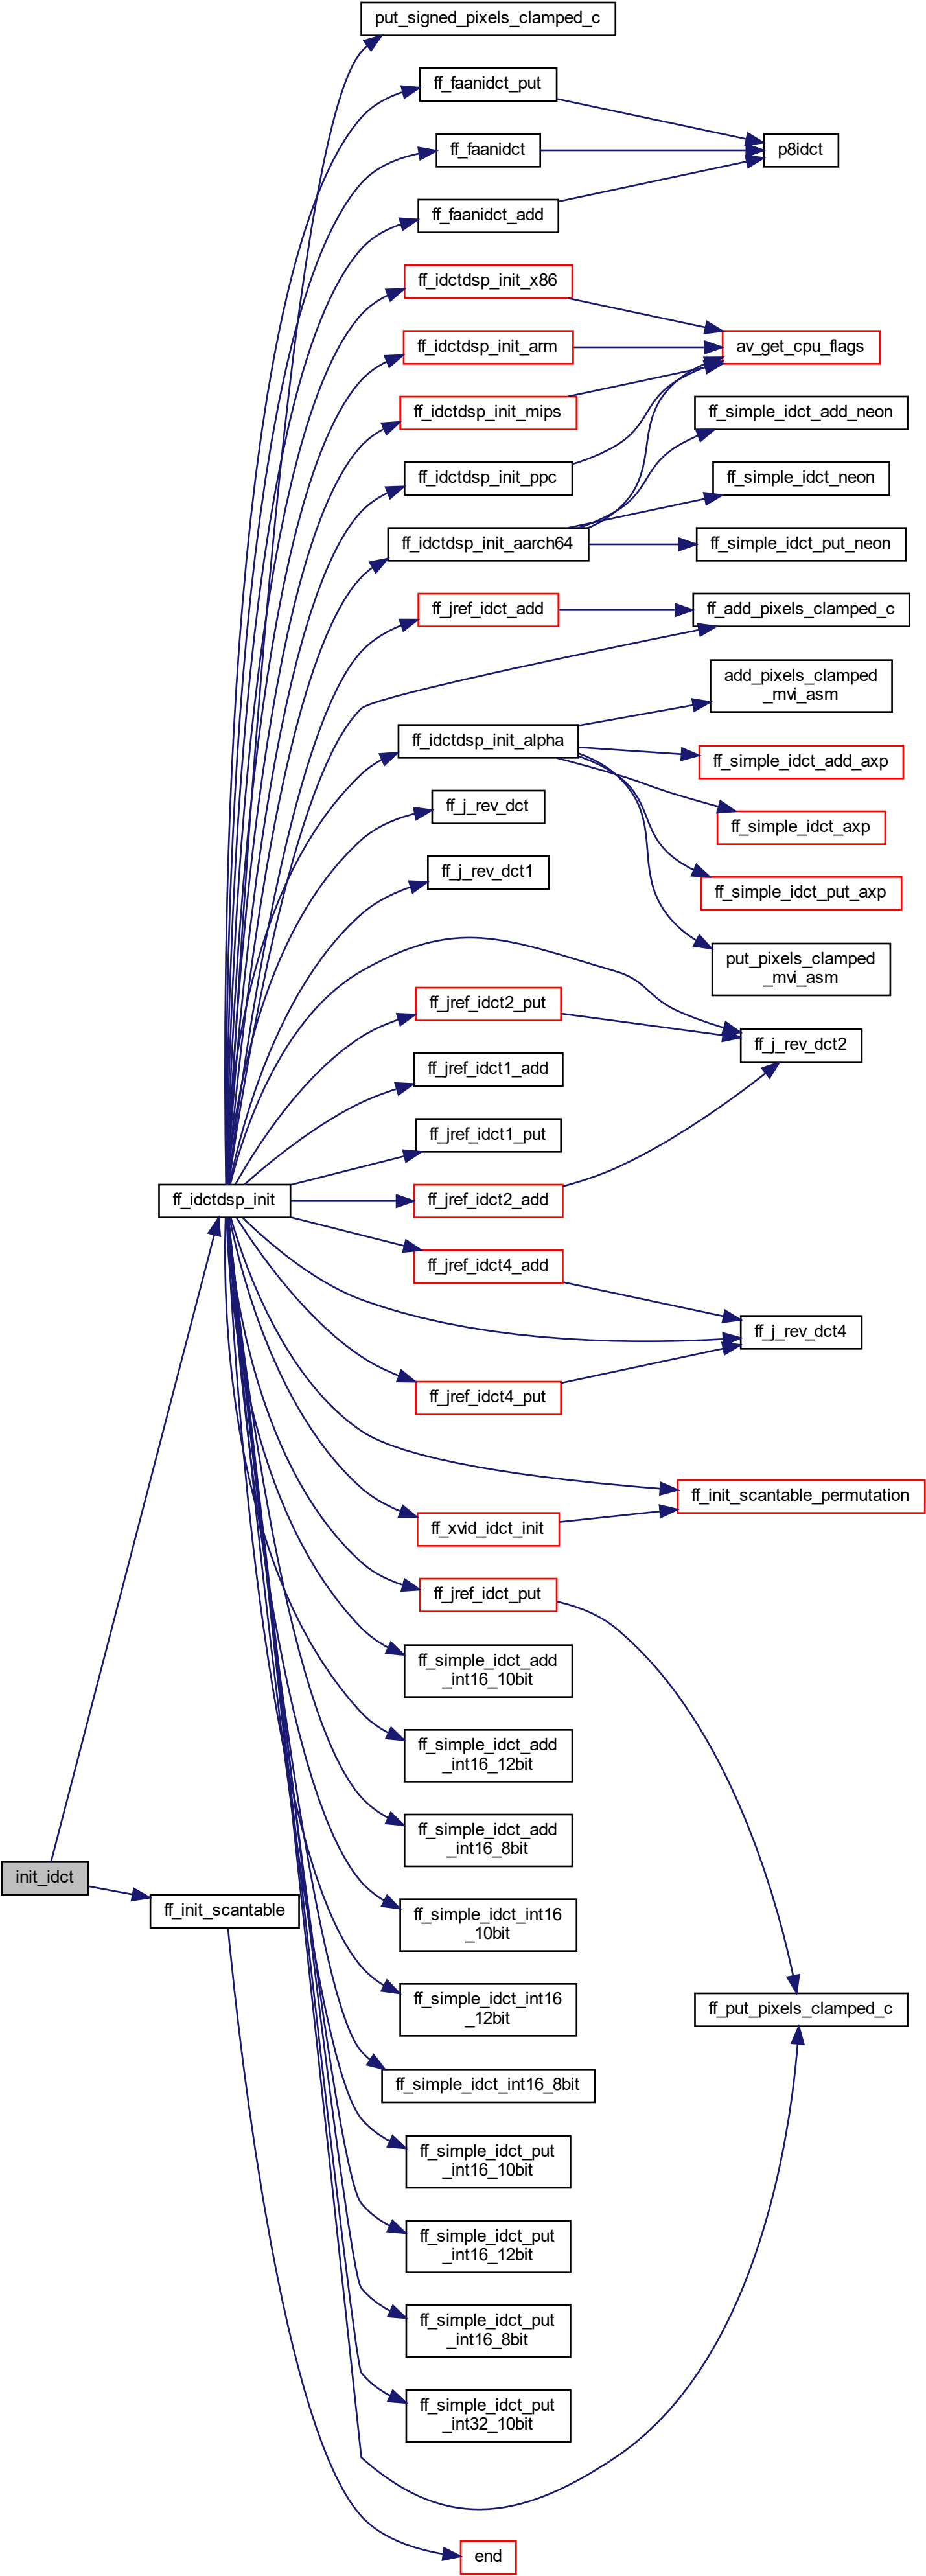 put_signed_pixels_clamped_c
ff_faanidct_put
ff_faanidct
p8idct
ff_faanidct_add
ff_idctdsp_init_x86
ff_idctdsp_init_arm
av_get_cpu_flags
ff_idctdsp_init_mips
ff_simple_idct_add_neon
ff_idctdsp_init_ppc
ff_simple_idct_neon
ff_idctdsp_init_aarch64
ff_simple_idct_put_neon
ff_jref_idct_add
ff_add_pixels_clamped_c
add_pixels_clamped
_mvi_asm
ff_idctdsp_init_alpha
ff_simple_idct_add_axp
ff_j_rev_dct
ff_simple_idct_axp
ff_j_rev_dct1
ff_simple_idct_put_axp
put_pixels_clamped
_mvi_asm
ff_jref_idct2_put
ff_j_rev_dct2
ff_jref_idct1_add
ff_jref_idct1_put
ff_idctdsp_init
ff_jref_idct2_add
ff_jref_idct4_add
ff_j_rev_dct4
ff_jref_idct4_put
ff_init_scantable_permutation
ff_xvid_idct_init
ff_jref_idct_put
ff_simple_idct_add
_int16_10bit
ff_simple_idct_add
_int16_12bit
ff_simple_idct_add
_int16_8bit
init_idct
ff_init_scantable
ff_simple_idct_int16
_10bit
ff_simple_idct_int16
_12bit
ff_put_pixels_clamped_c
ff_simple_idct_int16_8bit
ff_simple_idct_put
_int16_10bit
ff_simple_idct_put
_int16_12bit
ff_simple_idct_put
_int16_8bit
ff_simple_idct_put
_int32_10bit
end